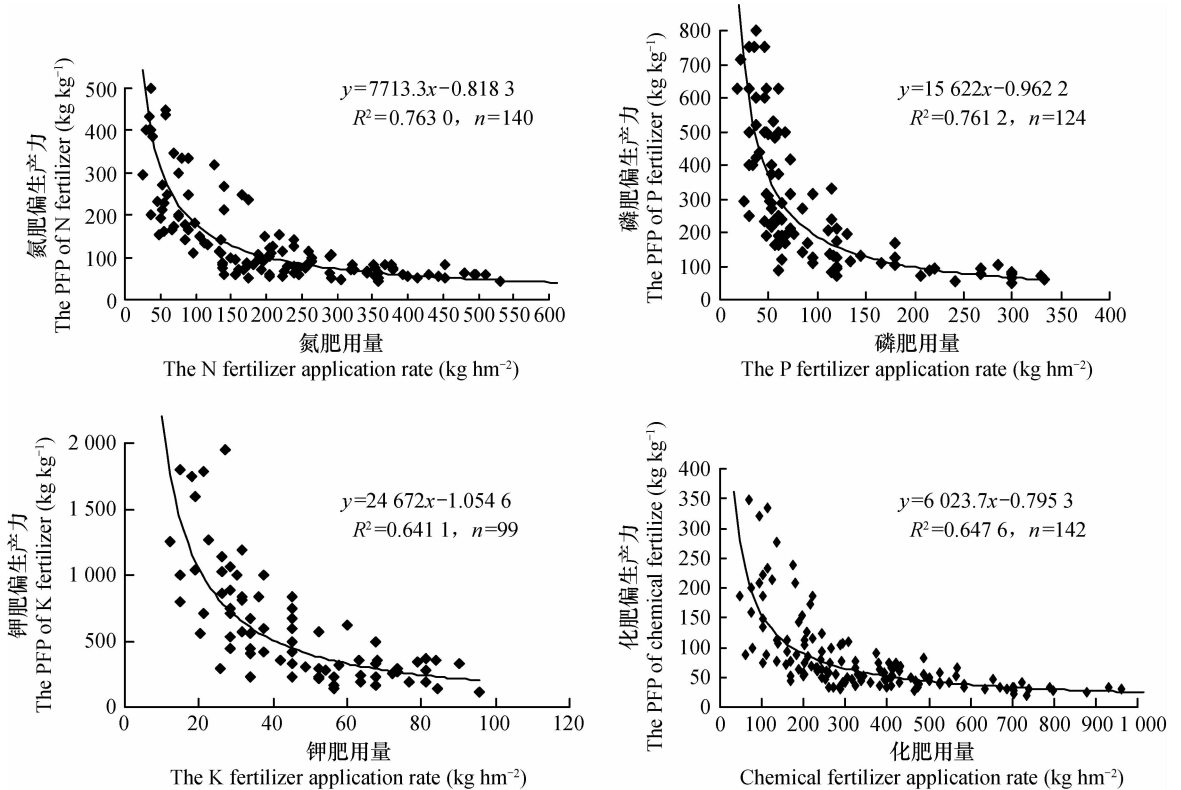 氮肥偏生产力
The PFP of N fertilizer (kg kg⁻¹)
500
400
300
200
100
0
y=7713.3x−0.818 3
R²=0.763 0，n=140
0 50 100 150 200 250 300 350 400 450 500 550 600
氮肥用量
The N fertilizer application rate (kg hm⁻²)
磷肥偏生产力
The PFP of P fertilizer (kg kg⁻¹)
800
700
600
500
400
300
200
100
0
y=15 622x−0.962 2
R²=0.761 2，n=124
0 50 100 150 200 250 300 350 400
磷肥用量
The P fertilizer application rate (kg hm⁻²)
钾肥偏生产力
The PFP of K fertilizer (kg kg⁻¹)
2 000
1 500
1 000
500
0
y=24 672x−1.054 6
R²=0.641 1，n=99
0 20 40 60 80 100 120
钾肥用量
The K fertilizer application rate (kg hm⁻²)
化肥偏生产力
The PFP of chemical fertilize (kg kg⁻¹)
400
350
300
250
200
150
100
50
0
y=6 023.7x−0.795 3
R²=0.647 6，n=142
0 100 200 300 400 500 600 700 800 900 1 000
化肥用量
Chemical fertilizer application rate (kg hm⁻²)